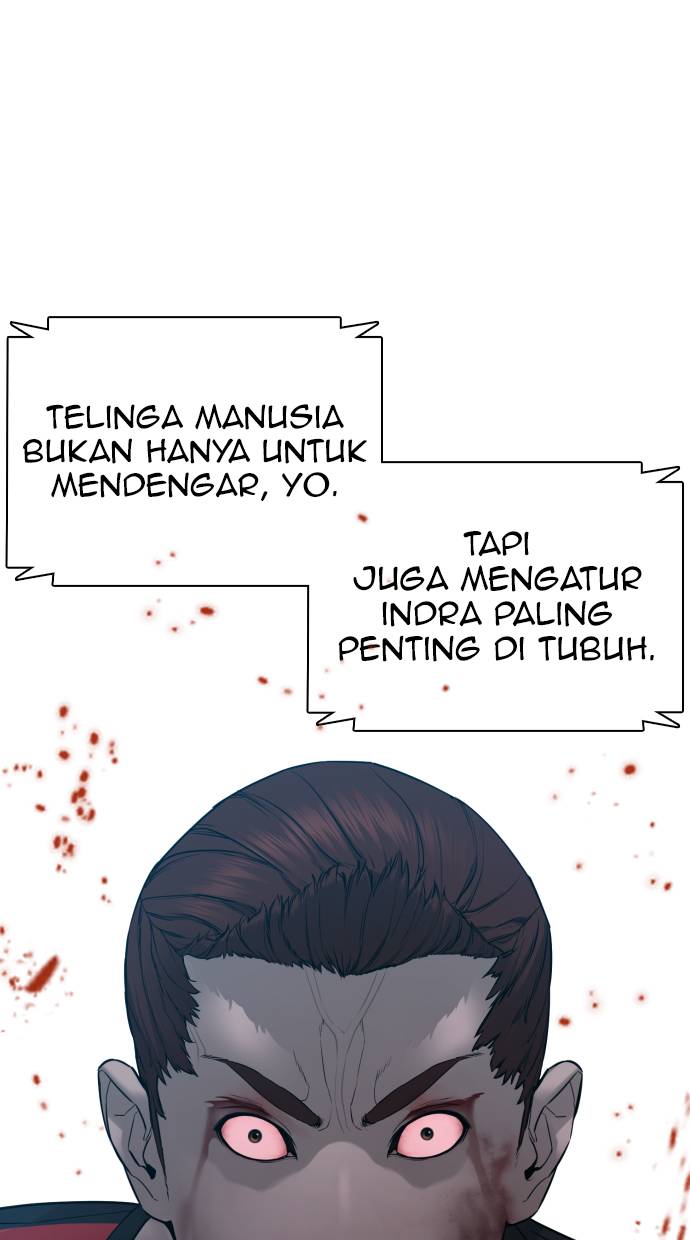 TELINGA MANUSIA
BUKAN HANYA UNTUK
MENDENGAR, YO.
TAPI
JUGA MENGATUR
INDRA PALING
PENTING DI TUBUH.